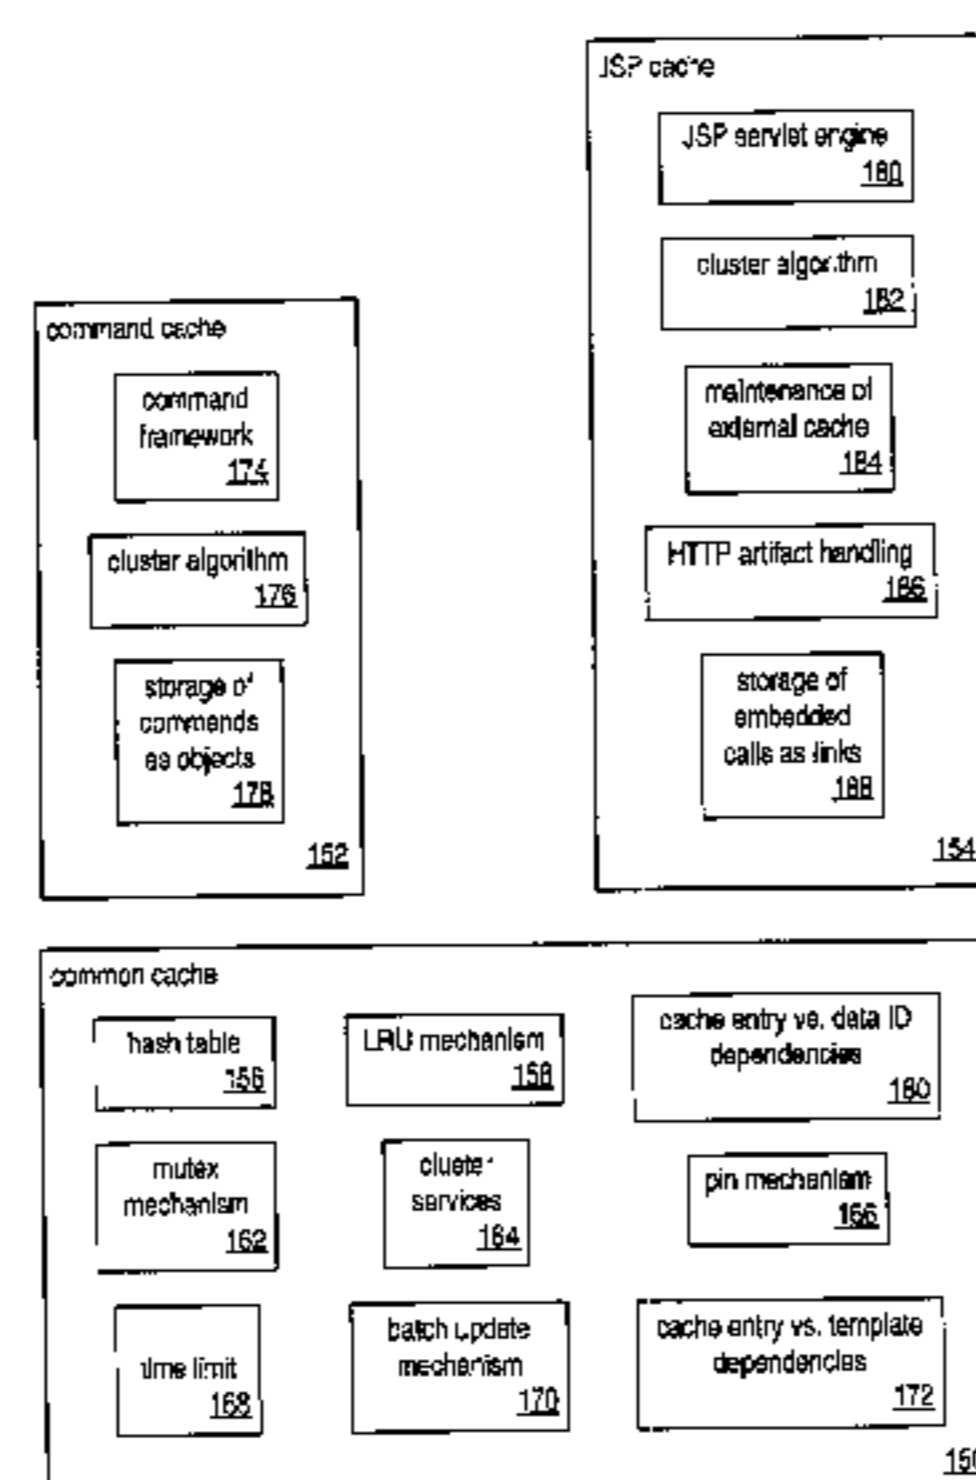 JSP cache
JSP servlet engine
180
cluster algorithm
182
maintenance of
external cache
184
HTTP artifact handling
186
storage of
embedded
calls as links
188
154
command cache
command
framework
174
cluster algorithm
176
storage of
commands
as objects
178
152
common cache
hash table
156
LRU mechanism
158
cache entry vs. data ID
dependencies
160
mutex
mechanism
162
cluster
services
164
pin mechanism
166
time limit
168
batch update
mechanism
170
cache entry vs. template
dependencies
172
150